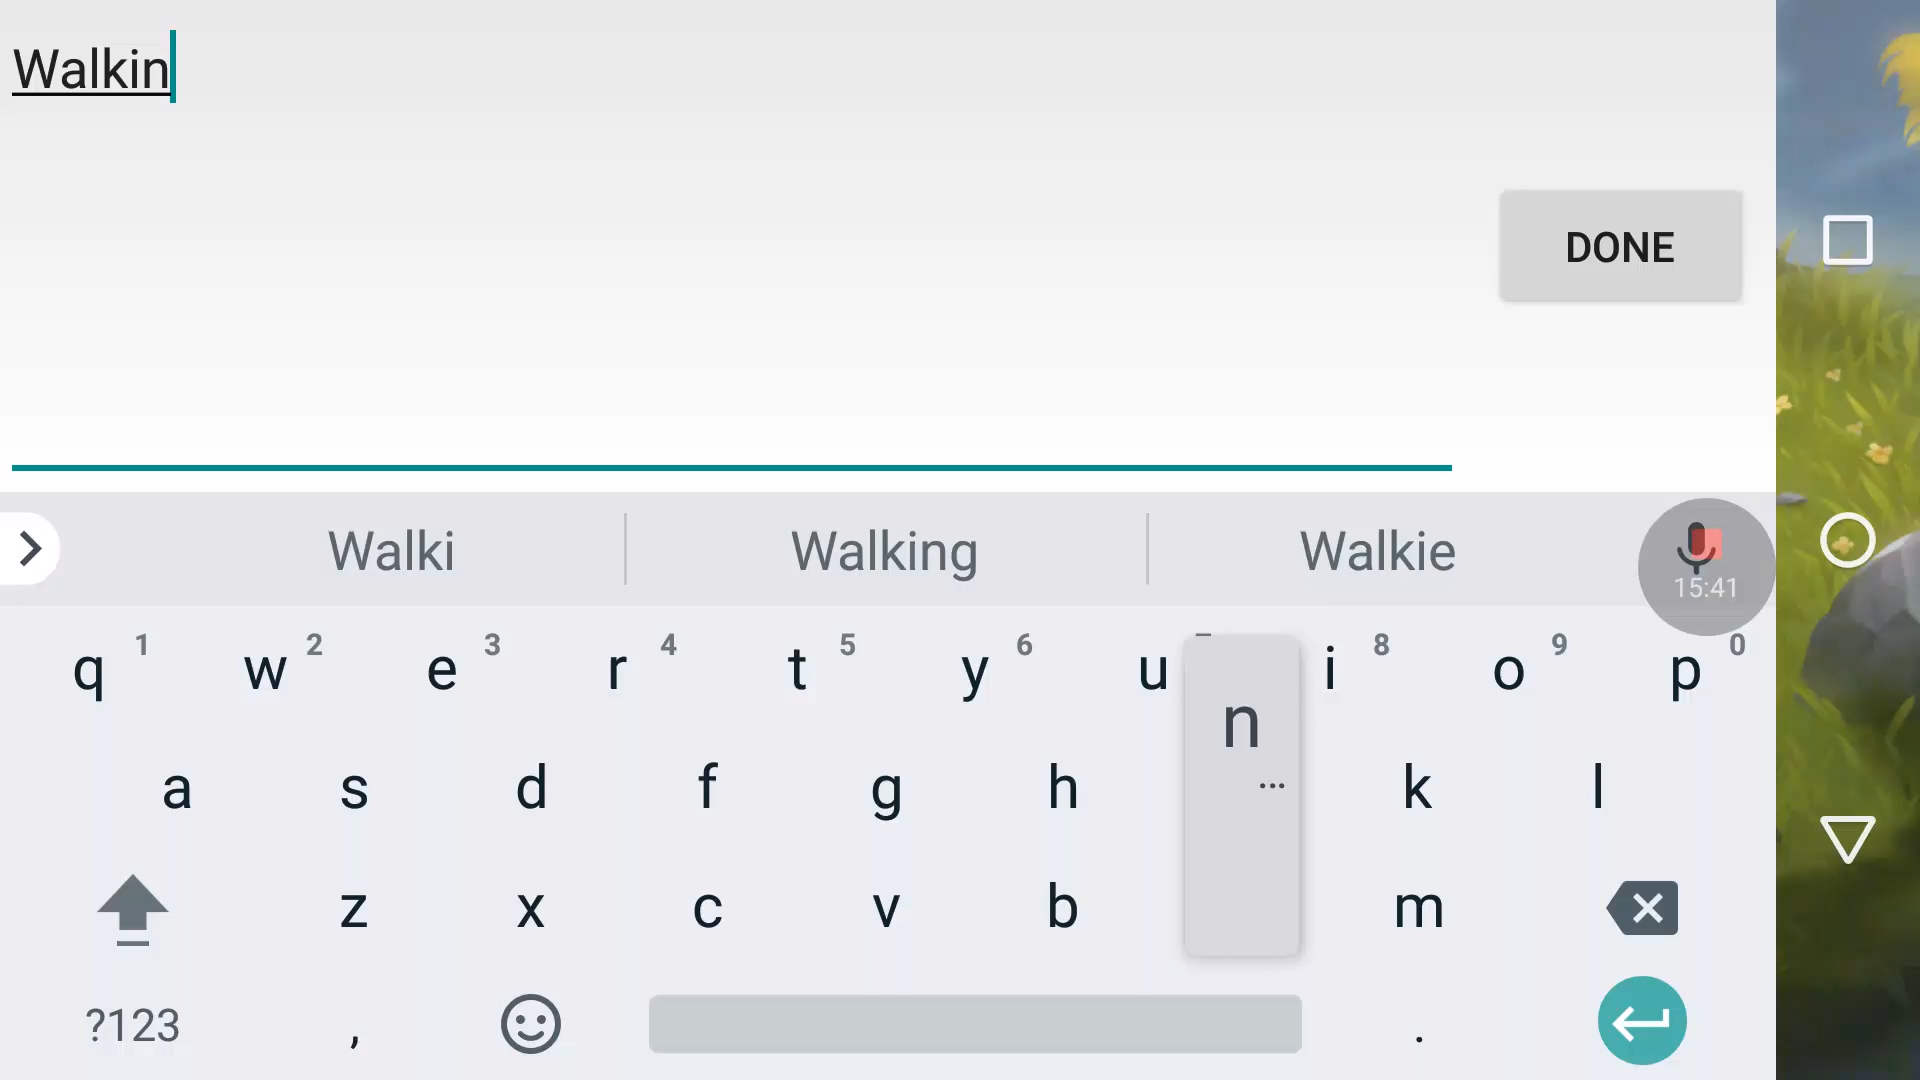 Walkin
DONE
Walki Walking Walkie
15:41
q 1 w 2 e 3 r 4 t 5 y 6 u i 8 o 9 p 0
n ...
a s d f g h k l
z x c v b m
?123 , .